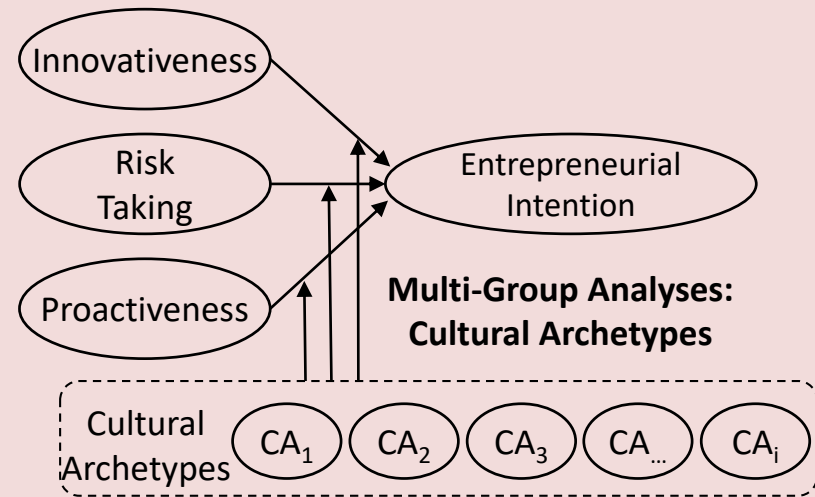 Innovativeness
Risk
Taking
Proactiveness
Entrepreneurial
Intention
Multi-Group Analyses:
Cultural Archetypes
Cultural
Archetypes
CA₁
CA₂
CA₃
CA...
CAᵢ